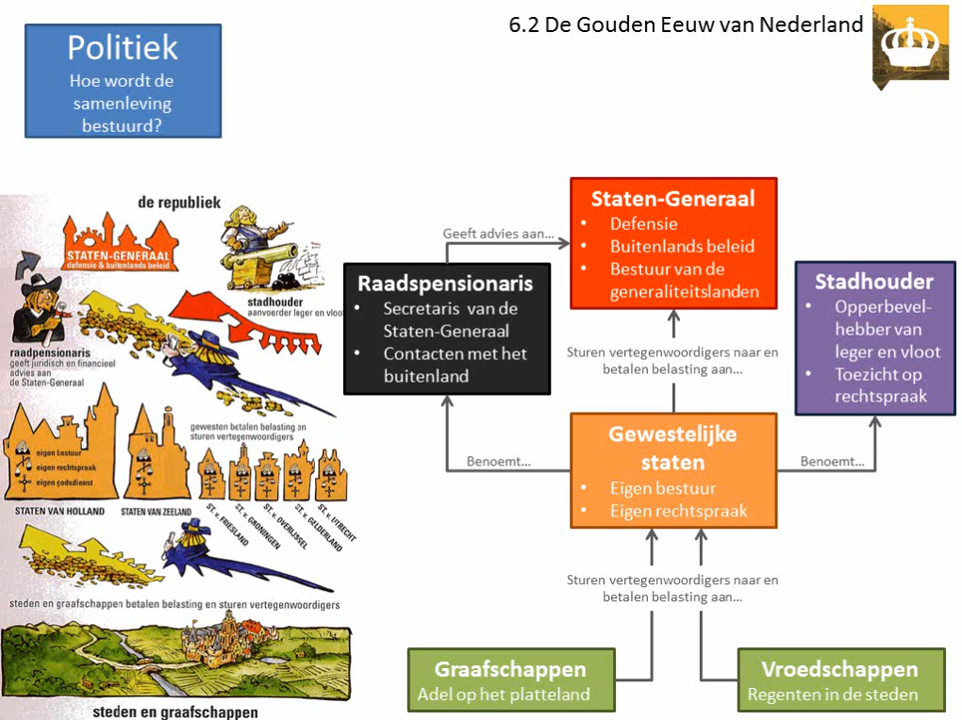 6.2 De Gouden Eeuw van Nederland
Politiek
Hoe wordt de
samenleving
bestuurd?
de republiek
STATEN-GENERAAL
defensie & buitenlands beleid
stadhouder
aanvoerder leger en vloot
raadpensionaris
geeft juridisch en financieel
advies aan
de Staten-Generaal
gewesten betalen belasting en
sturen vertegenwoordigers
eigen bestuur
eigen rechtspraak
eigen godsdienst
STATEN VAN HOLLAND
STATEN VAN ZEELAND
ST. v. FRIESLAND
ST. v. GRONINGEN
ST. v. OVERIJSSEL
ST. v. GELDERLAND
ST. v. UTRECHT
steden en graafschappen betalen belasting en sturen vertegenwoordigers
steden en graafschappen
Staten-Generaal
• Defensie
• Buitenlands beleid
• Bestuur van de
generaliteitslanden
Geeft advies aan...
Raadspensionaris
• Secretaris van de
Staten-Generaal
• Contacten met het
buitenland
Stadhouder
• Opperbevel-
hebber van
leger en vloot
• Toezicht op
rechtspraak
Sturen vertegenwoordigers naar en
betalen belasting aan...
Gewestelijke
staten
• Eigen bestuur
• Eigen rechtspraak
Benoemt...
Benoemt...
Sturen vertegenwoordigers naar en
betalen belasting aan...
Graafschappen
Adel op het platteland
Vroedschappen
Regenten in de steden